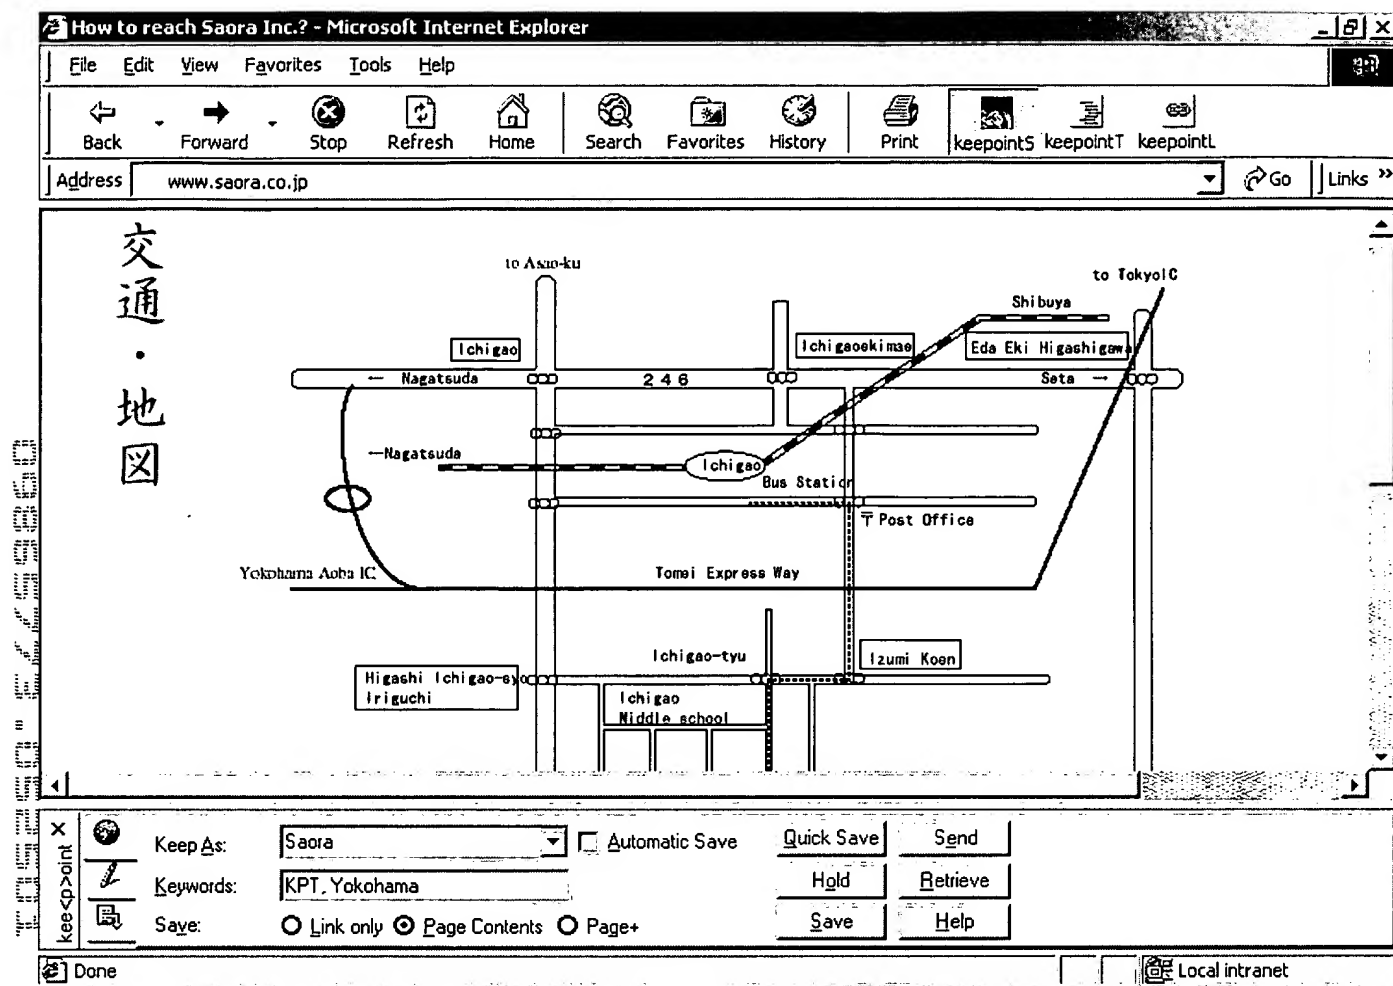 How to reach Saora Inc.? - Microsoft Internet Explorer
File Edit View Favorites Tools Help
Back Forward Stop Refresh Home Search Favorites History Print keepointS keepointT keepointL
Address www.saora.co.jp Go Links »
交通・地図
to Asao-ku
to TokyoIC
Shibuya
Ichigao
Ichigaoekimae
Eda Eki Higashigawa
← Nagatsuda
246
Seta →
←Nagatsuda
Ichigao
Bus Station
〒Post Office
Yokohama Aoba IC
Tomei Express Way
Ichigao-tyu
Izumi Koen
Higashi Ichigao-syo
Iriguchi
Ichigao
Niddle school
kee<p>oint
Keep As: Saora Automatic Save Quick Save Send
Keywords: KPT, Yokohama Hold Retrieve
Save: Link only Page Contents Page+ Save Help
Done Local intranet